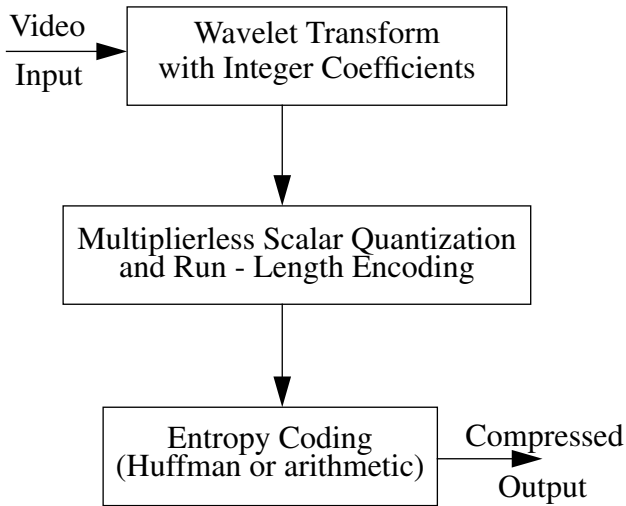 Video
Input
Wavelet Transform
with Integer Coefficients
Multiplierless Scalar Quantization
and Run - Length Encoding
Entropy Coding
(Huffman or arithmetic)
Compressed
Output